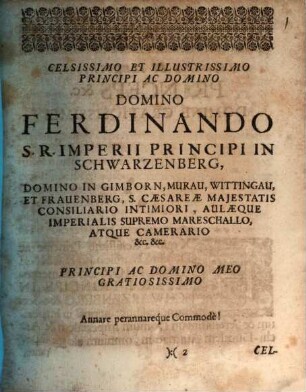 CELSISSIMO ET ILLUSTRISSIMO
PRINCIPI AC DOMINO
DOMINO
FERDINANDO
S. R. IMPERII PRINCIPI IN
SCHWARZENBERG,
DOMINO IN GIMBORN, MURAU, WITTINGAU,
ET FRAUENBERG, S. CÆSAREÆ MAJESTATIS
CONSILIARIO INTIMIORI, AULÆQUE
IMPERIALIS SUPREMO MARESCHALLO,
ATQUE CAMERARIO
&c. &c.
PRINCIPI AC DOMINO MEO
GRATIOSISSIMO
Annare perannareque Commodè!
):( 2 CEL-